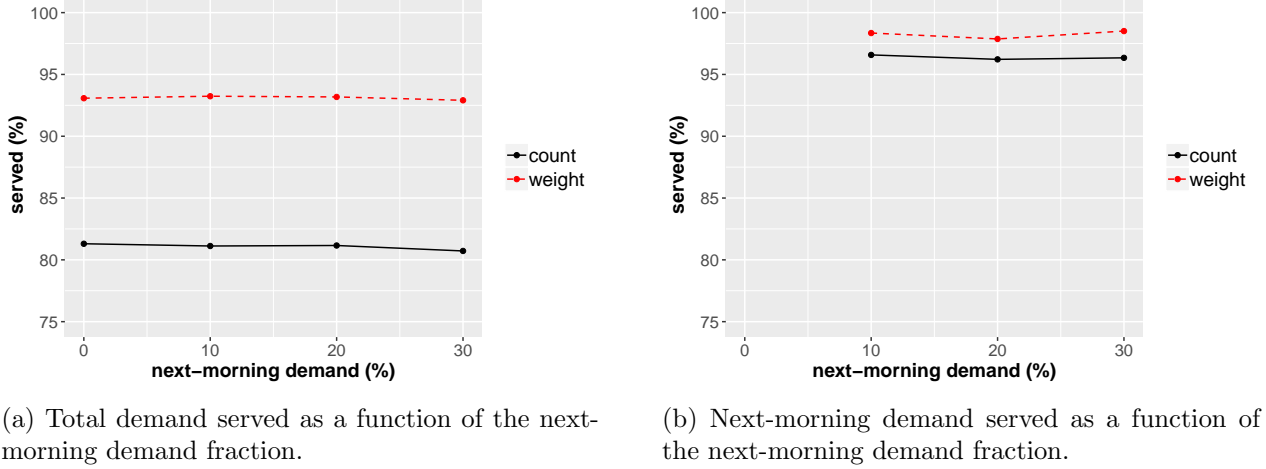 100
95
90
85
80
75
served (%)
0 10 20 30
next−morning demand (%)
count
weight
(a) Total demand served as a function of the next-
morning demand fraction.
100
95
90
85
80
75
served (%)
0 10 20 30
next−morning demand (%)
count
weight
(b) Next-morning demand served as a function of
the next-morning demand fraction.